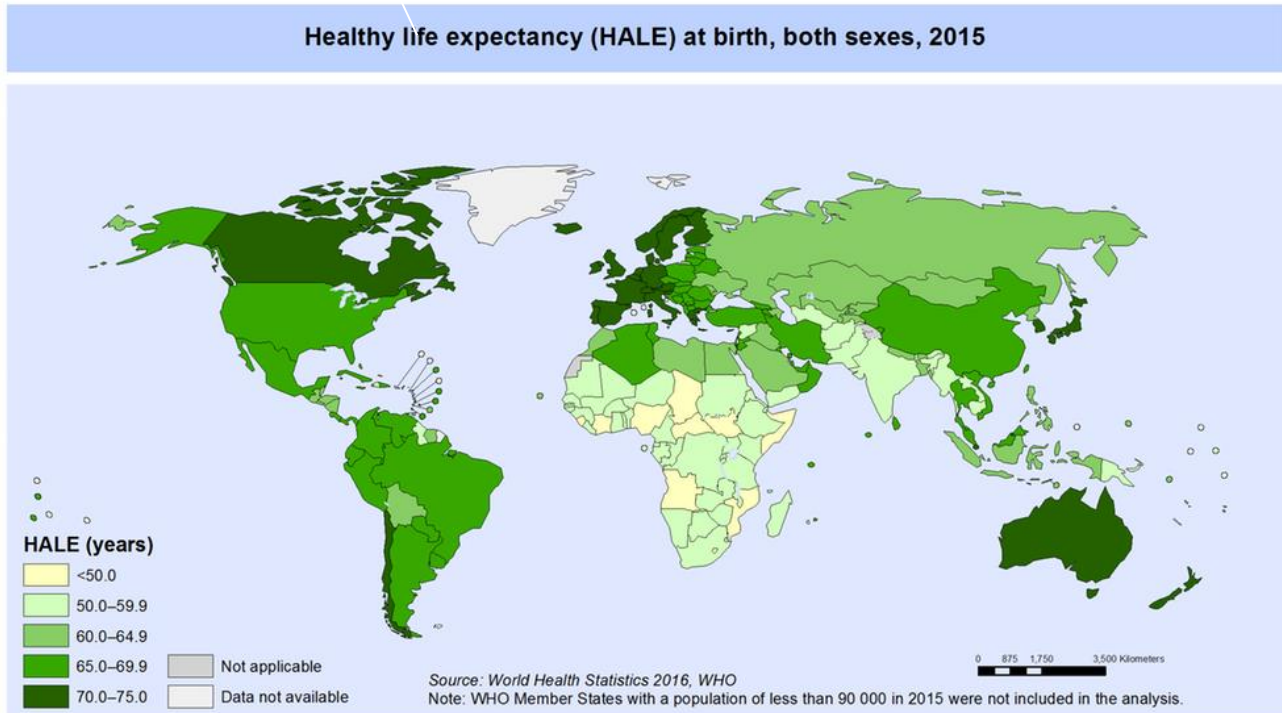 Healthy life expectancy (HALE) at birth, both sexes, 2015
HALE (years)
<50.0
50.0–59.9
60.0–64.9
65.0–69.9
70.0–75.0
Not applicable
Data not available
Source: World Health Statistics 2016, WHO
Note: WHO Member States with a population of less than 90 000 in 2015 were not included in the analysis.
0 875 1,750 3,500 Kilometers